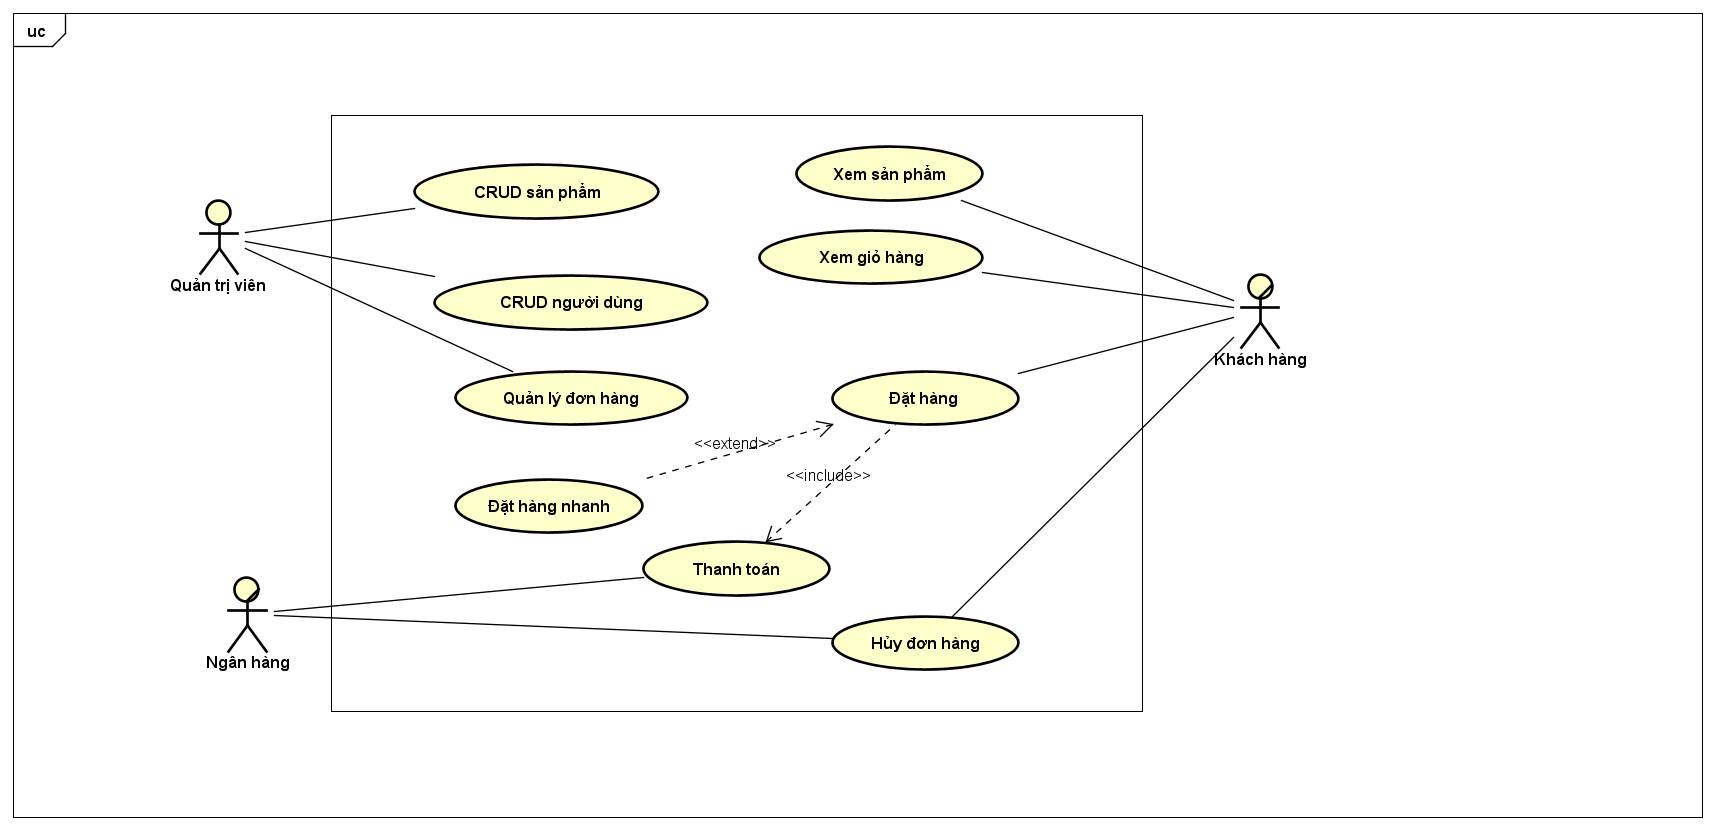 uc
Xem sản phẩm
CRUD sản phẩm
Xem giỏ hàng
Quản trị viên
CRUD người dùng
Khách hàng
Quản lý đơn hàng
Đặt hàng
<<extend>>
<<include>>
Đặt hàng nhanh
Thanh toán
Hủy đơn hàng
Ngân hàng